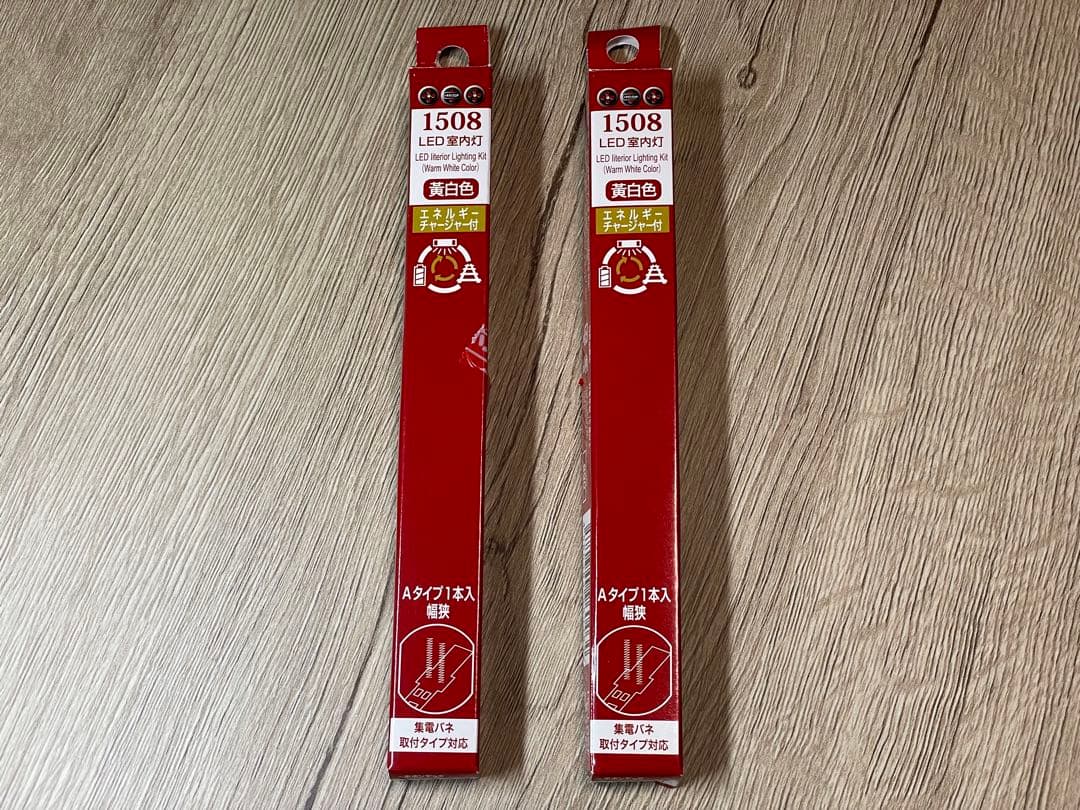 1508
LED 室内灯
LED Iiterior Lighting Kit
(Warm White Color)
黃白色
エネルギー
チャージャー付
Aタイプ1本入
幅狭
集電バネ
取付タイプ対応
1508
LED 室内灯
LED Iiterior Lighting Kit
(Warm White Color)
黃白色
エネルギー
チャージャー付
Aタイプ1本入
幅狭
集電バネ
取付タイプ対応